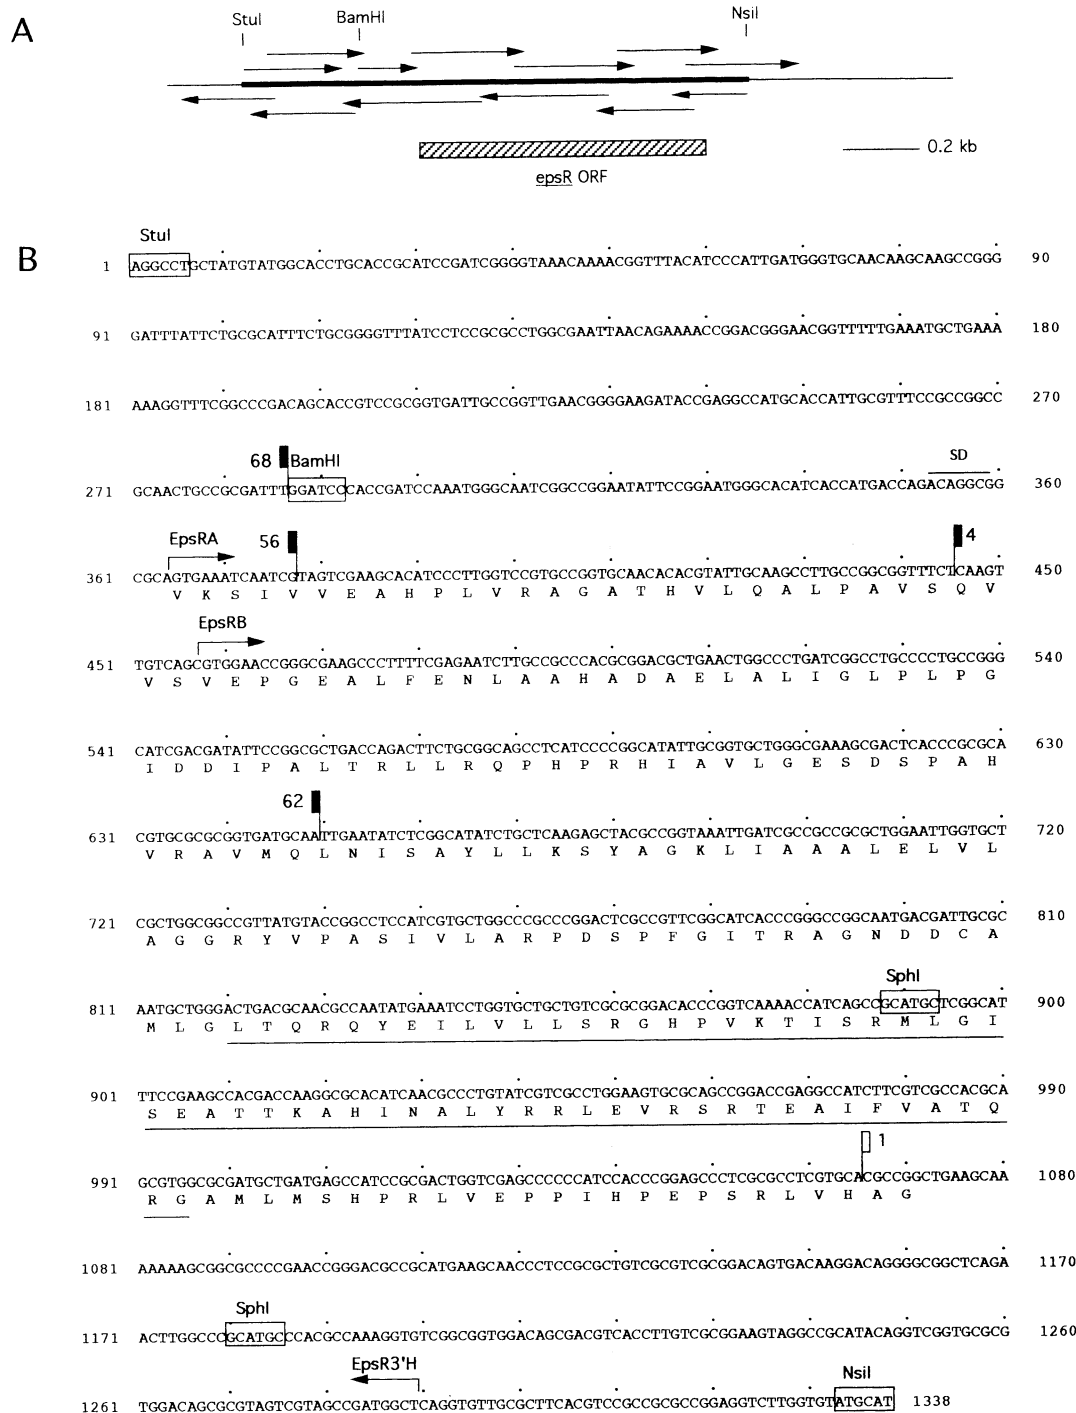 A
StuI
BamHI
NsiI
0.2 kb
epsR ORF
B
StuI
1 AGGCCTGCTATGTATGGCACCTGCACCGCATCCGATCGGGGTAAACAAAACGGTTTACATCCCATTGATGGGTGCAACAAGCAAGCCGGG 90
91 GATTTATTCTGCGCATTTCTGCGGGGTTTATCCTCCGCGCCTGGCGAATTAACAGAAAACCGGACGGGAACGGTTTTTGAAATGCTGAAA 180
181 AAAGGTTTCGGCCCGACAGCACCGTCCGCGGTGATTGCCGGTTGAACGGGGAAGATACCGAGGCCATGCACCATTGCGTTTCCGCCGGCC 270
68 BamHI SD
271 GCAACTGCCGCGATTTGGATCCCACCGATCCAAATGGGCAATCGGCCGGAATATTCCGGAATGGGCACATCACCATGACCAGACAGGCGG 360
EpsRA 56 4
361 CGCAGTGAAATCAATCGTAGTCGAAGCACATCCCTTGGTCCGTGCCGGTGCAACACACGTATTGCAAGCCTTGCCGGCGGTTTCTCAAGT 450
V K S I V V E A H P L V R A G A T H V L Q A L P A V S Q V
EpsRB
451 TGTCAGCGTGGAACCGGGCGAAGCCCTTTTCGAGAATCTTGCCGCCCACGCGGACGCTGAACTGGCCCTGATCGGCCTGCCCCTGCCGGG 540
V S V E P G E A L F E N L A A H A D A E L A L I G L P L P G
541 CATCGACGATATTCCGGCGCTGACCAGACTTCTGCGGCAGCCTCATCCCCGGCATATTGCGGTGCTGGGCGAAAGCGACTCACCCGCGCA 630
I D D I P A L T R L L R Q P H P R H I A V L G E S D S P A H
62
631 CGTGCGCGCGGTGATGCAATTGAATATCTCGGCATATCTGCTCAAGAGCTACGCCGGTAAATTGATCGCCGCCGCGCTGGAATTGGTGCT 720
V R A V M Q L N I S A Y L L K S Y A G K L I A A A L E L V L
721 CGCTGGCGGCCGTTATGTACCGGCCTCCATCGTGCTGGCCCGCCCGGACTCGCCGTTCGGCATCACCCGGGCCGGCAATGACGATTGCGC 810
A G G R Y V P A S I V L A R P D S P F G I T R A G N D D C A
SphI
811 AATGCTGGGACTGACGCAACGCCAATATGAAATCCTGGTGCTGCTGTCGCGCGGACACCCGGTCAAAACCATCAGCCGCATGCTCGGCAT 900
M L G L T Q R Q Y E I L V L L S R G H P V K T I S R M L G I
901 TTCCGAAGCCACGACCAAGGCGCACATCAACGCCCTGTATCGTCGCCTGGAAGTGCGCAGCCGGACCGAGGCCATCTTCGTCGCCACGCA 990
S E A T T K A H I N A L Y R R L E V R S R T E A I F V A T Q
1
991 GCGTGGCGCGATGCTGATGAGCCATCCGCGACTGGTCGAGCCCCCCATCCACCCGGAGCCCTCGCGCCTCGTGCACGCCGGCTGAAGCAA 1080
R G A M L M S H P R L V E P P I H P E P S R L V H A G
1081 AAAAAGCGGCGCCCCGAACCGGGACGCCGCATGAAGCAACCCTCCGCGCTGTCGCGTCGCGGACAGTGACAAGGACAGGGGCGGCTCAGA 1170
SphI
1171 ACTTGGCCCGCATGCCCACGCCAAAGGTGTCGGCGGTGGACAGCGACGTCACCTTGTCGCGGAAGTAGGCCGCATACAGGTCGGTGCGCG 1260
EpsR3'H NsiI
1261 TGGACAGCGCGTAGTCGTAGCCGATGGCTCAGGTGTTGCGCTTCACGTCCGCCGCGCCGGAGGTCTTGGTGTATGCAT 1338